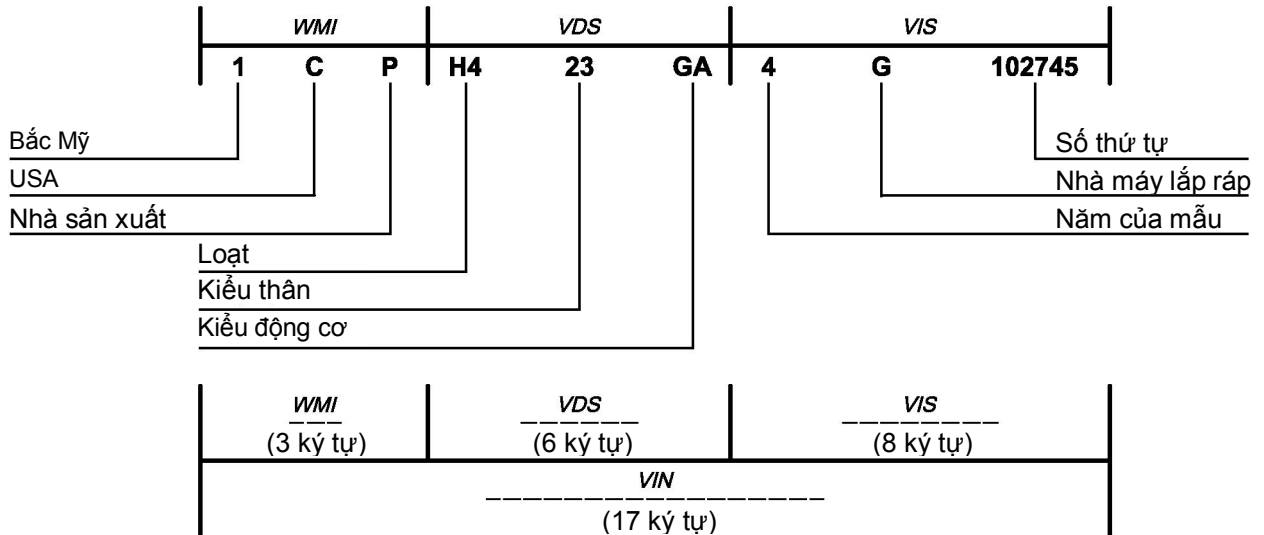 WMI VDS VIS
1 C P H4 23 GA 4 G 102745
Bắc Mỹ Số thứ tự
USA Nhà máy lắp ráp
Nhà sản xuất Năm của mẫu
Loạt
Kiểu thân
Kiểu động cơ
WMI VDS VIS
(3 ký tự) (6 ký tự) (8 ký tự)
VIN
(17 ký tự)